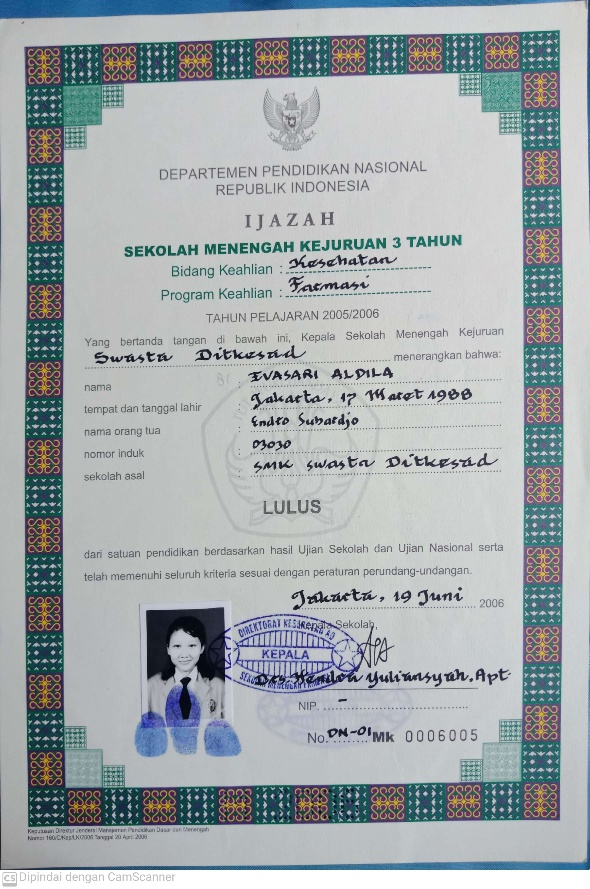 DEPARTEMEN PENDIDIKAN NASIONAL
REPUBLIK INDONESIA
IJAZAH
SEKOLAH MENENGAH KEJURUAN 3 TAHUN
Bidang Keahlian : Kesehatan
Program Keahlian : Farmasi
TAHUN PELAJARAN 2005/2006
Yang bertanda tangan di bawah ini, Kepala Sekolah Menengah Kejuruan
Swasta Ditkesad menerangkan bahwa:
nama : EVASARI ALDILA
tempat dan tanggal lahir : Jakarta, 17 Maret 1988
nama orang tua : Endro Suhardjo
nomor induk : 03030
sekolah asal : SMK Swasta Ditkesad
LULUS
dari satuan pendidikan berdasarkan hasil Ujian Sekolah dan Ujian Nasional serta
telah memenuhi seluruh kriteria sesuai dengan peraturan perundang-undangan.
Jakarta, 19 Juni 2006
Kepala Sekolah,
DIREKTORAT KESEHATAN AD
KEPALA
SEKOLAH MENENGAH
Drs. Hendra Yuliansyah, Apt
NIP. -
No. DN-01 Mk 0006005
Keputusan Direktur Jenderal Manajemen Pendidikan Dasar dan Menengah
Nomor 160/C/Kep/LK/2006 Tanggal 20 April 2006
CS Dipindai dengan CamScanner